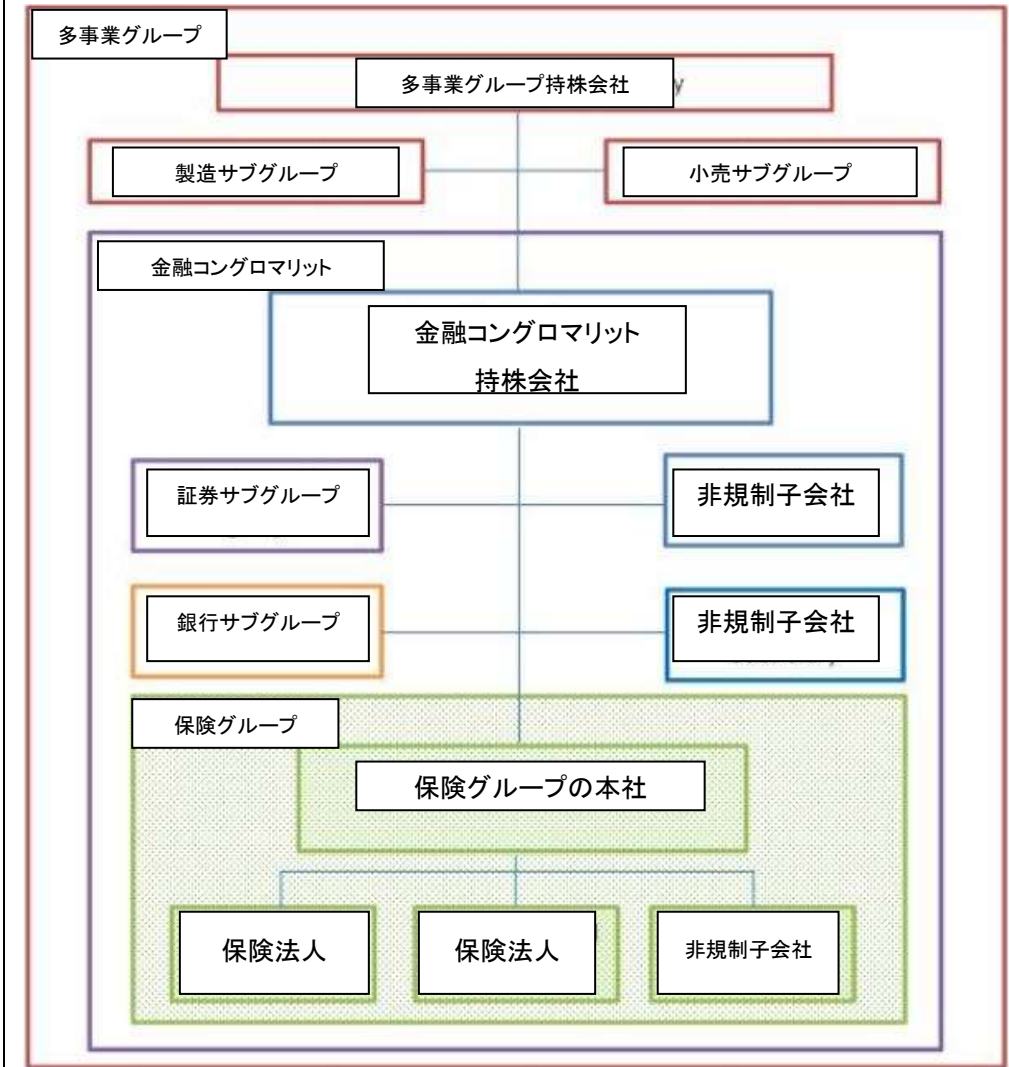 多事業グループ
多事業グループ持株会社
製造サブグループ
小売サブグループ
金融コングロマリット
金融コングロマリット
持株会社
証券サブグループ
非規制子会社
銀行サブグループ
非規制子会社
保険グループ
保険グループの本社
保険法人
保険法人
非規制子会社